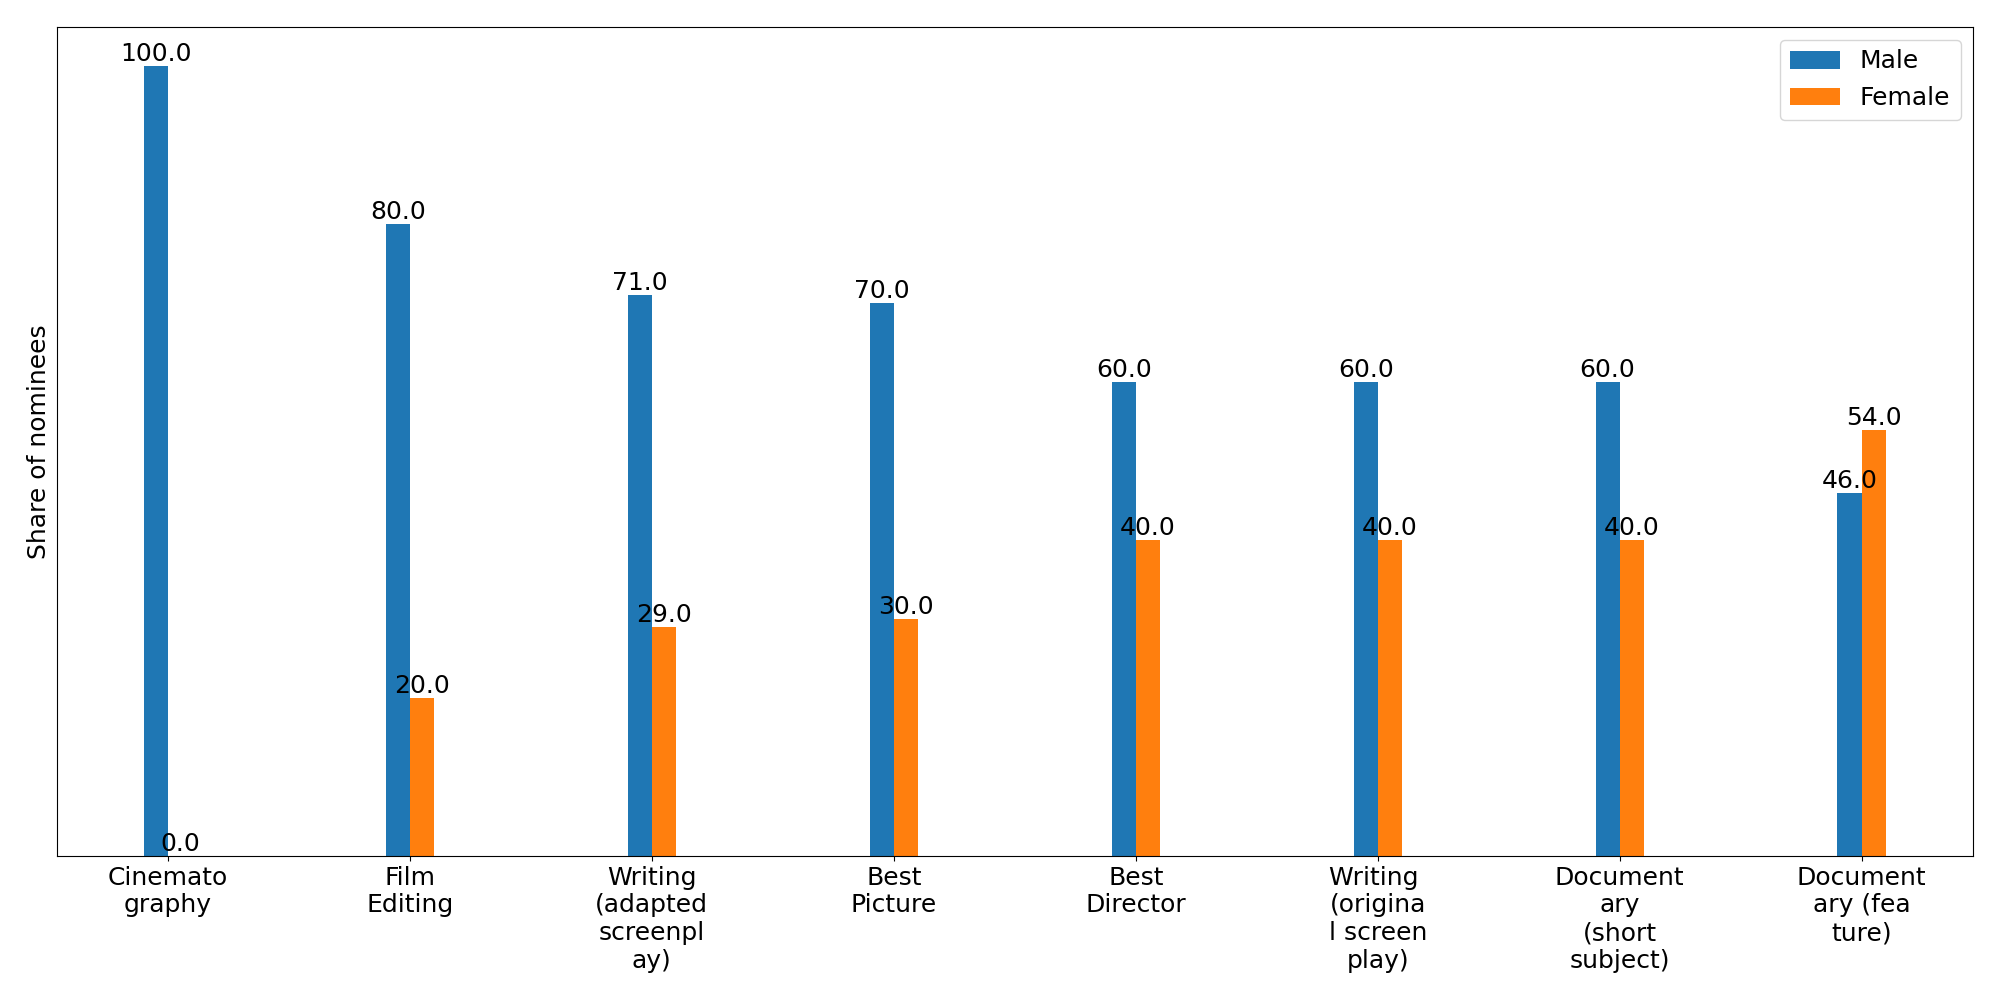 100.0
Male
Female
80.0
71.0
70.0
60.0
60.0
60.0
54.0
46.0
40.0
40.0
40.0
29.0
30.0
20.0
0.0
Share of nominees
Cinemato
graphy
Film
Editing
Writing
(adapted
screenpl
ay)
Best
Picture
Best
Director
Writing
(origina
l screen
play)
Document
ary
(short
subject)
Document
ary (fea
ture)